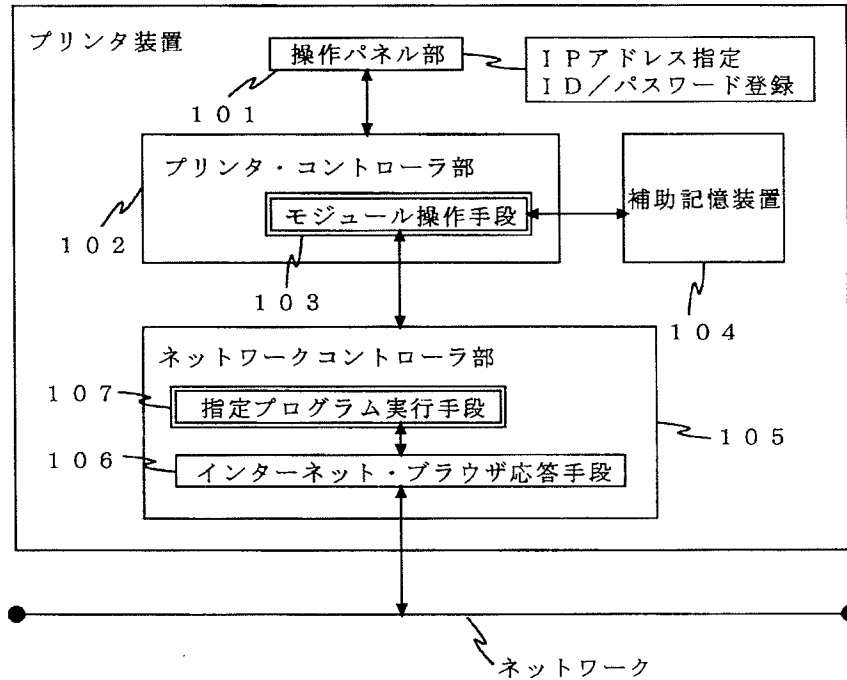 プリンタ装置
操作パネル部
IPアドレス指定
ID/パスワード登録
101
プリンタ・コントローラ部
モジュール操作手段
補助記憶装置
102
103
104
ネットワークコントローラ部
107
指定プログラム実行手段
105
106
インターネット・ブラウザ応答手段
ネットワーク